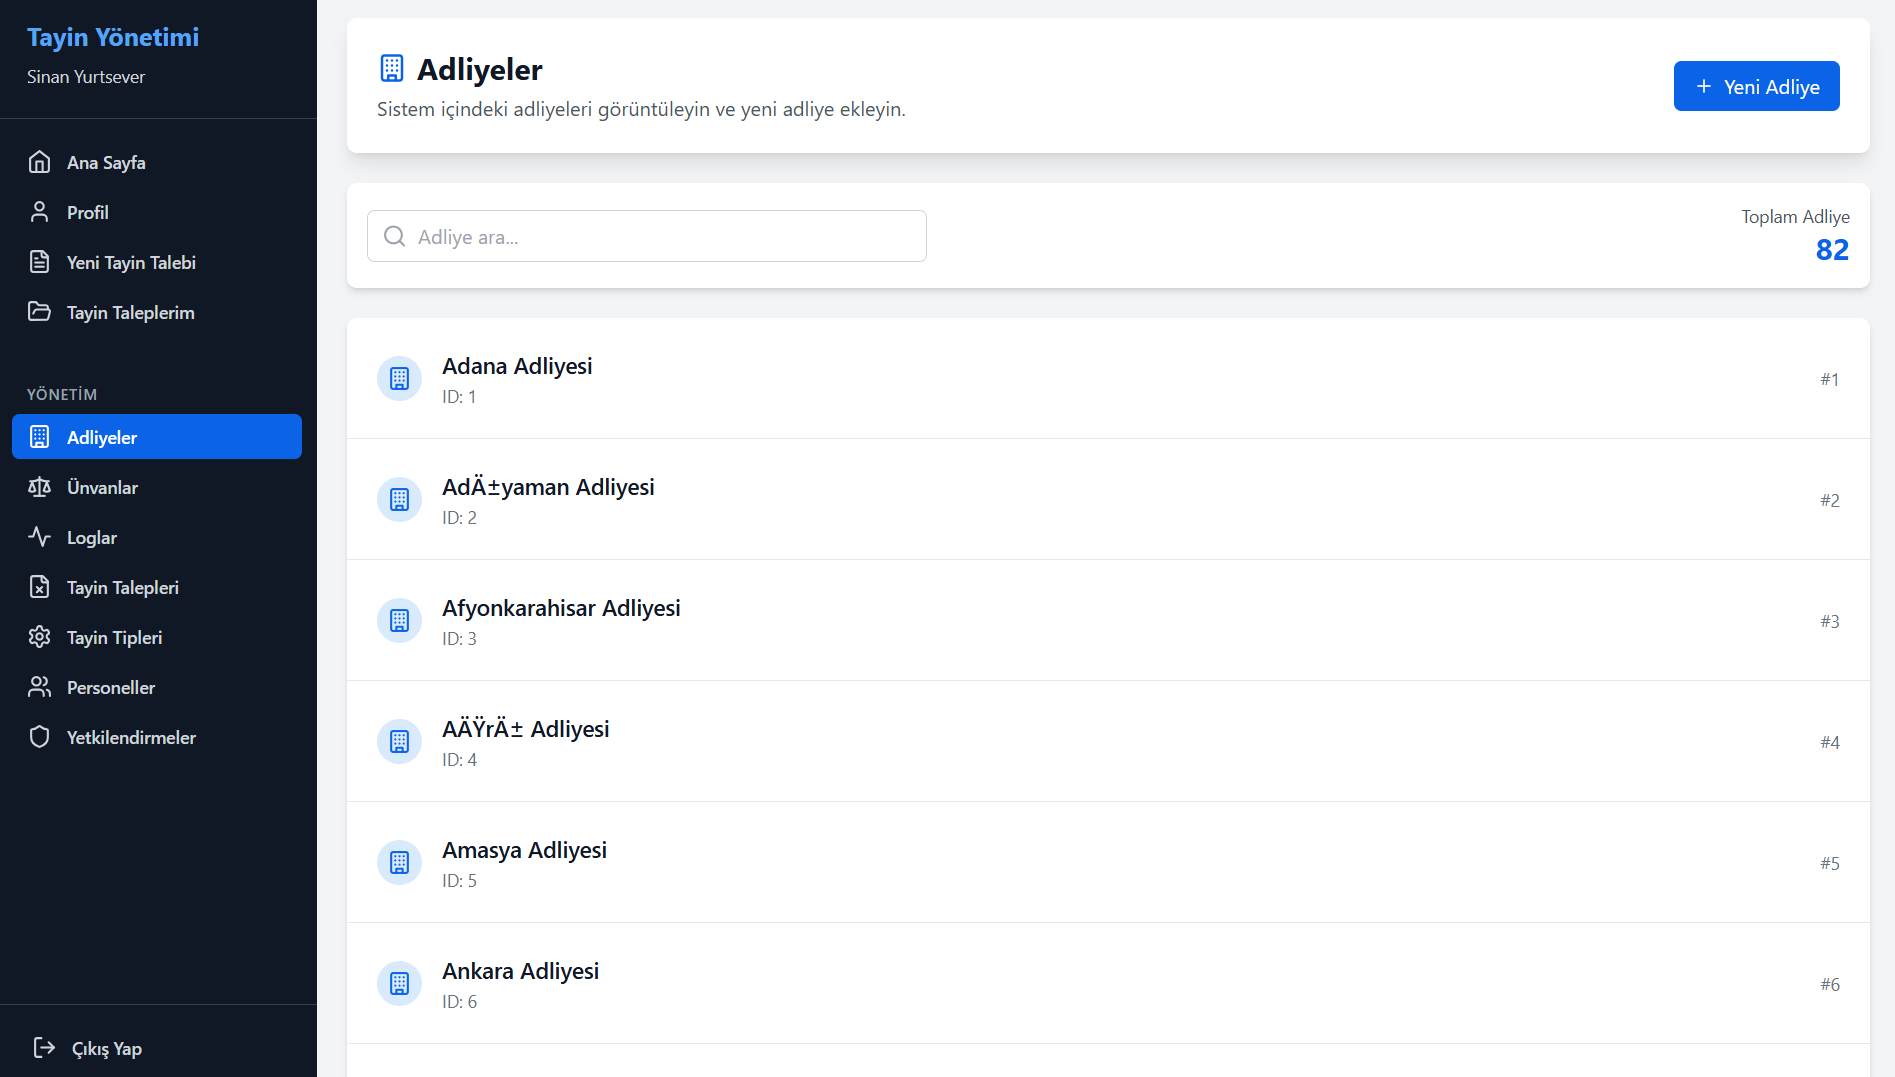 Tayin Yönetimi
Sinan Yurtsever
Ana Sayfa
Profil
Yeni Tayin Talebi
Tayin Taleplerim
YÖNETİM
Adliyeler
Ünvanlar
Loglar
Tayin Talepleri
Tayin Tipleri
Personeller
Yetkilendirmeler
Çıkış Yap
Adliyeler
Sistem içindeki adliyeleri görüntüleyin ve yeni adliye ekleyin.
+ Yeni Adliye
Adliye ara...
Toplam Adliye
82
Adana Adliyesi
ID: 1
#1
AdÄ±yaman Adliyesi
ID: 2
#2
Afyonkarahisar Adliyesi
ID: 3
#3
AÄŸrÄ± Adliyesi
ID: 4
#4
Amasya Adliyesi
ID: 5
#5
Ankara Adliyesi
ID: 6
#6